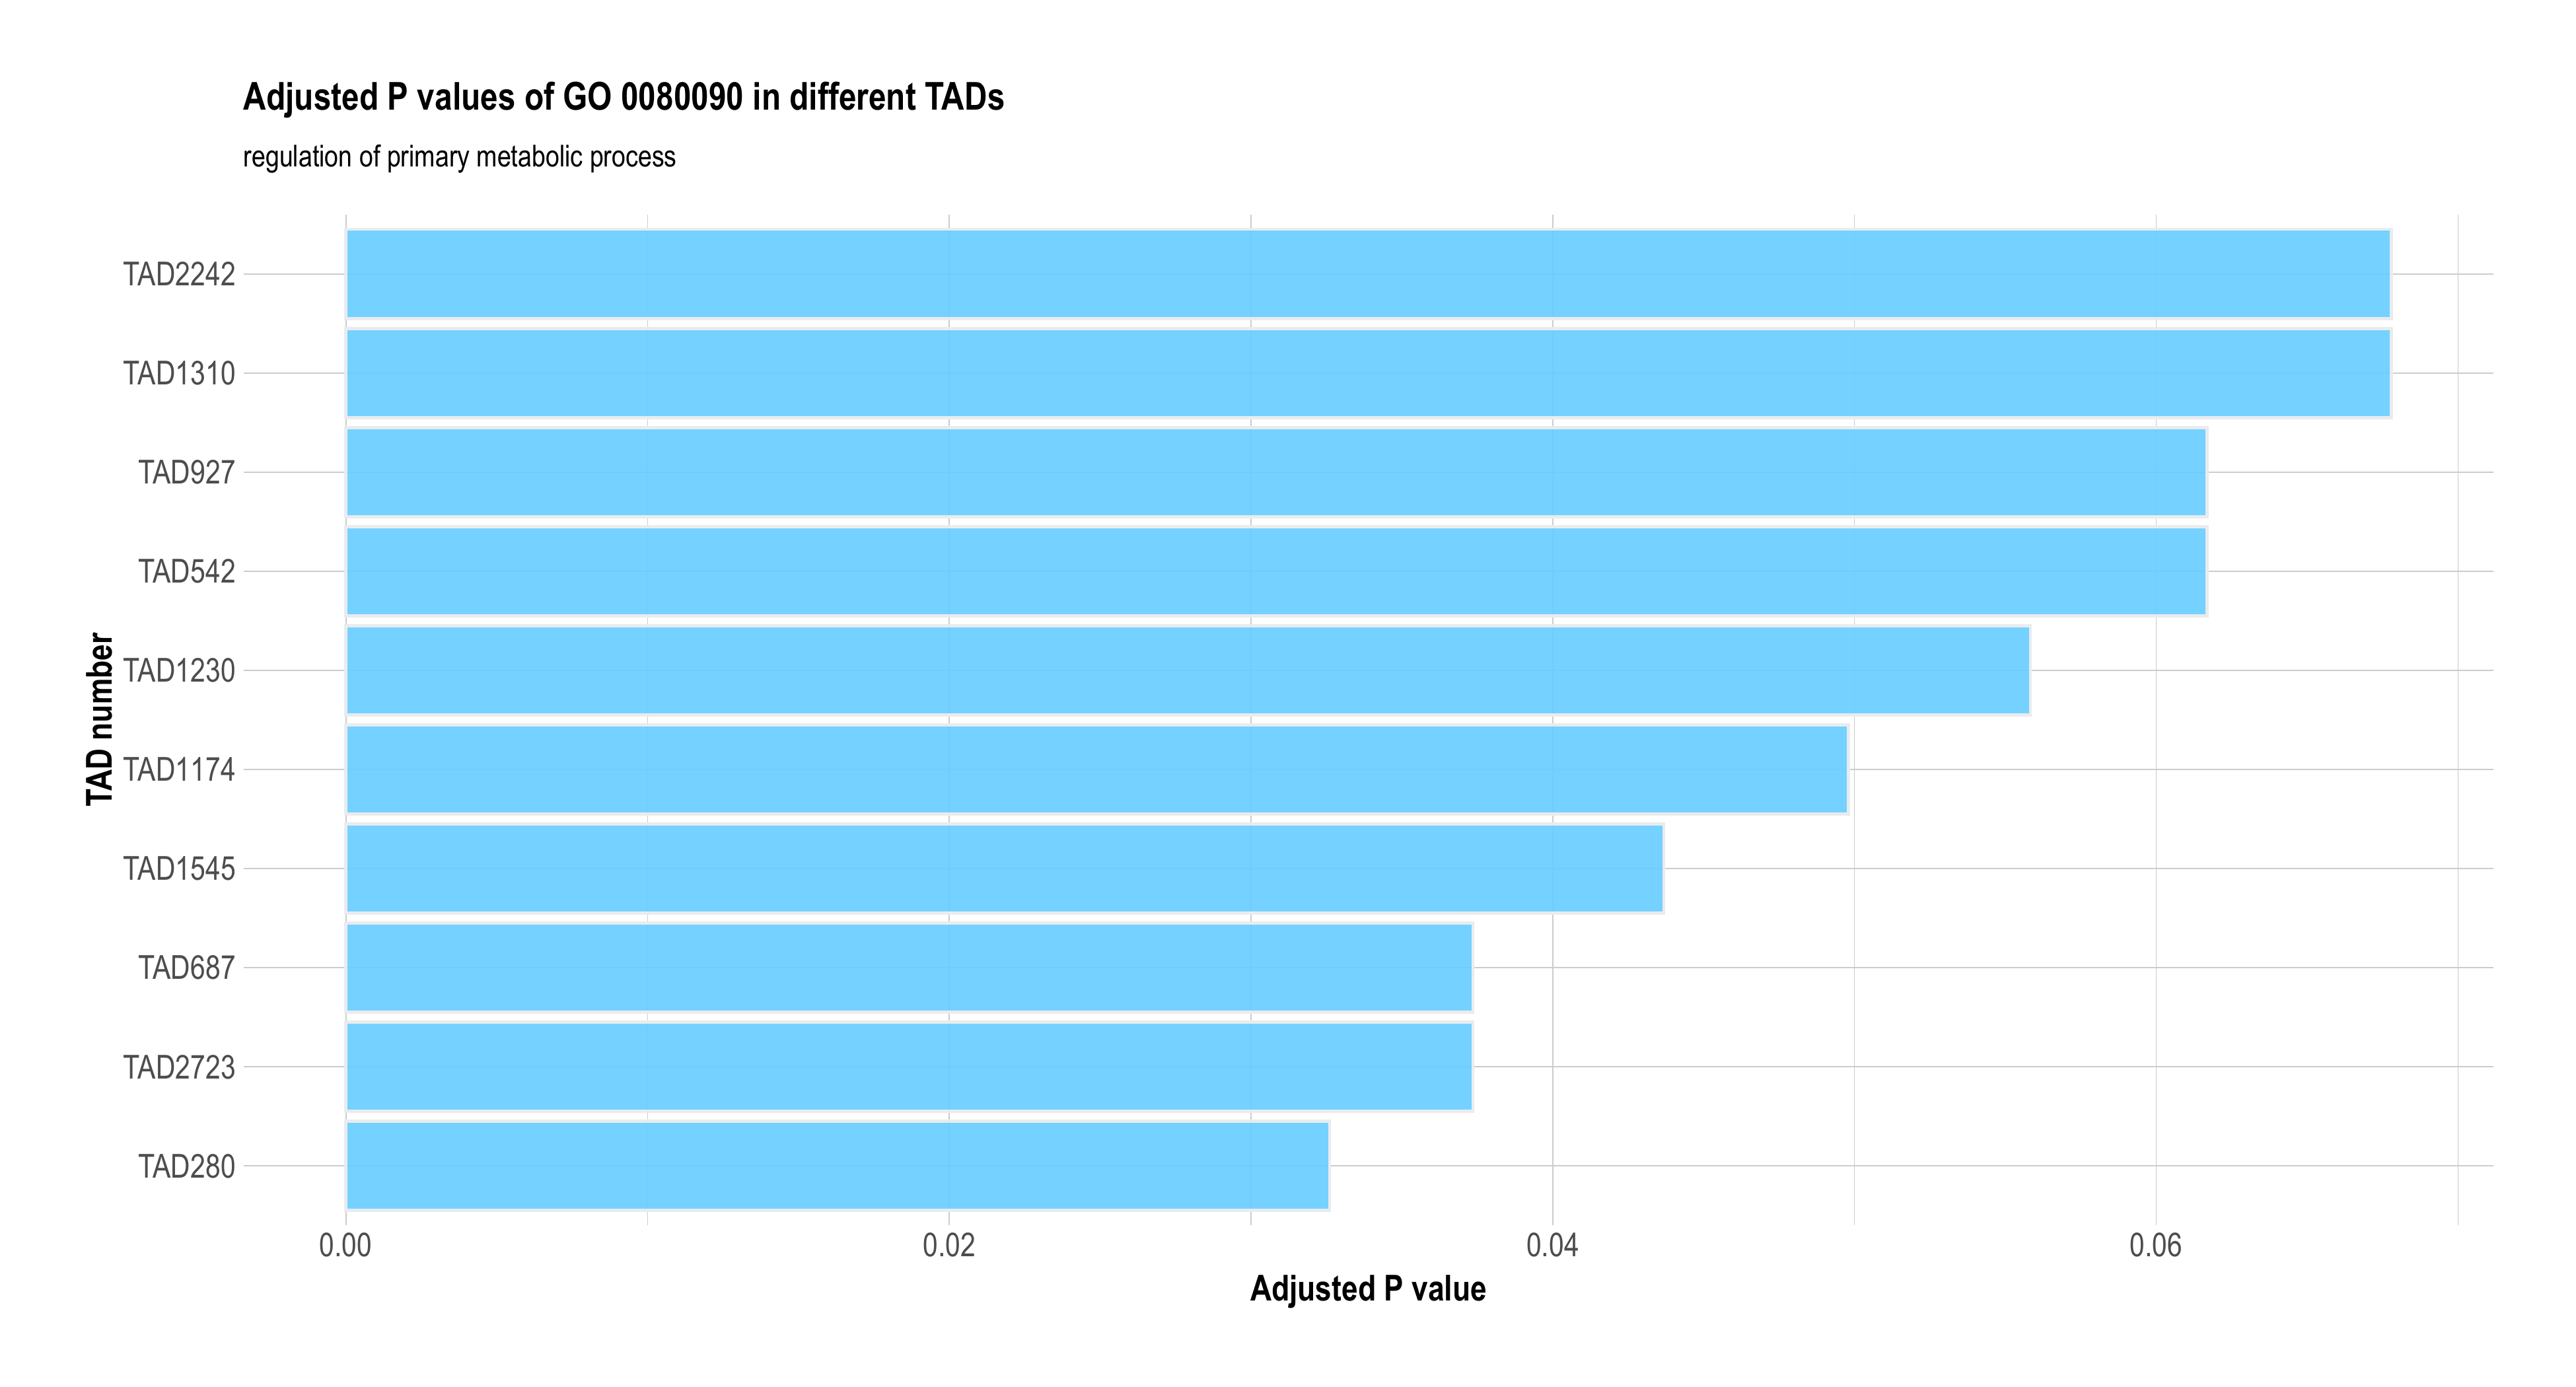 Adjusted P values of GO 0080090 in different TADs
regulation of primary metabolic process
TAD number
TAD2242
TAD1310
TAD927
TAD542
TAD1230
TAD1174
TAD1545
TAD687
TAD2723
TAD280
0.00 0.02 0.04 0.06
Adjusted P value